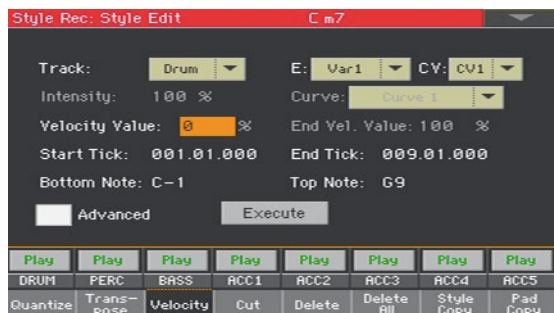 Style Rec: Style Edit C m7
Track: Drum E: Var1 CV: CV1
Intensity: 100 % Curve: Curve 1
Velocity Value: 0 % End Vel. Value: 100 %
Start Tick: 001.01.000 End Tick: 009.01.000
Bottom Note: C-1 Top Note: G9
Advanced Execute
Play Play Play Play Play Play Play Play
DRUM PERC BASS ACC1 ACC2 ACC3 ACC4 ACC5
Quantize Trans- Velocity Cut Delete Delete Style Pad
pose All Copy Copy